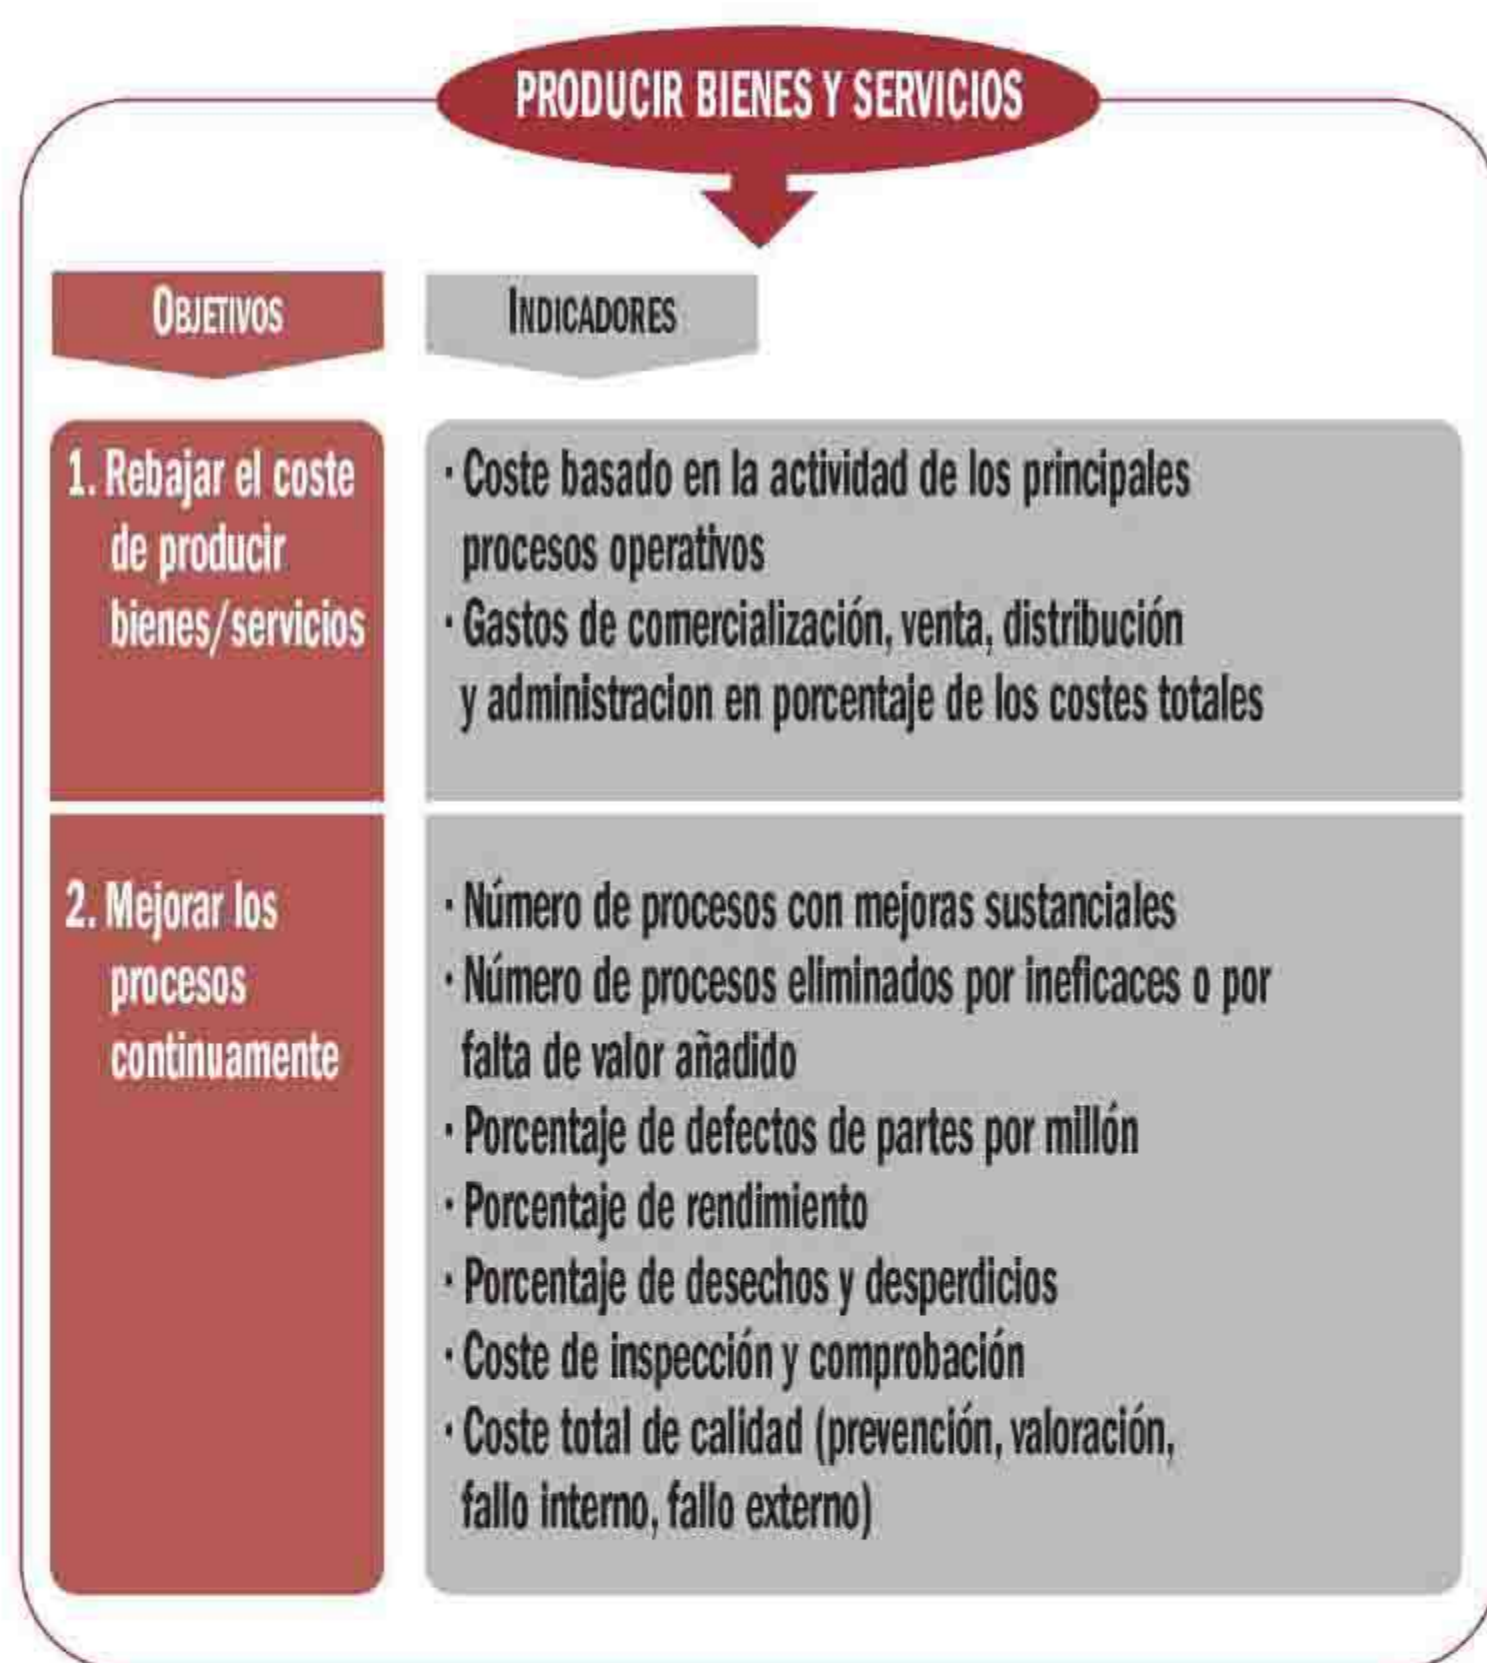 PRODUCIR BIENES Y SERVICIOS
OBJETIVOS
INDICADORES
1. Rebajar el coste
de producir
bienes/servicios
· Coste basado en la actividad de los principales
procesos operativos
· Gastos de comercialización, venta, distribución
y administracion en porcentaje de los costes totales
2. Mejorar los
procesos
continuamente
· Número de procesos con mejoras sustanciales
· Número de procesos eliminados por ineficaces o por
falta de valor añadido
· Porcentaje de defectos de partes por millón
· Porcentaje de rendimiento
· Porcentaje de desechos y desperdicios
· Coste de inspección y comprobación
· Coste total de calidad (prevención, valoración,
fallo interno, fallo externo)